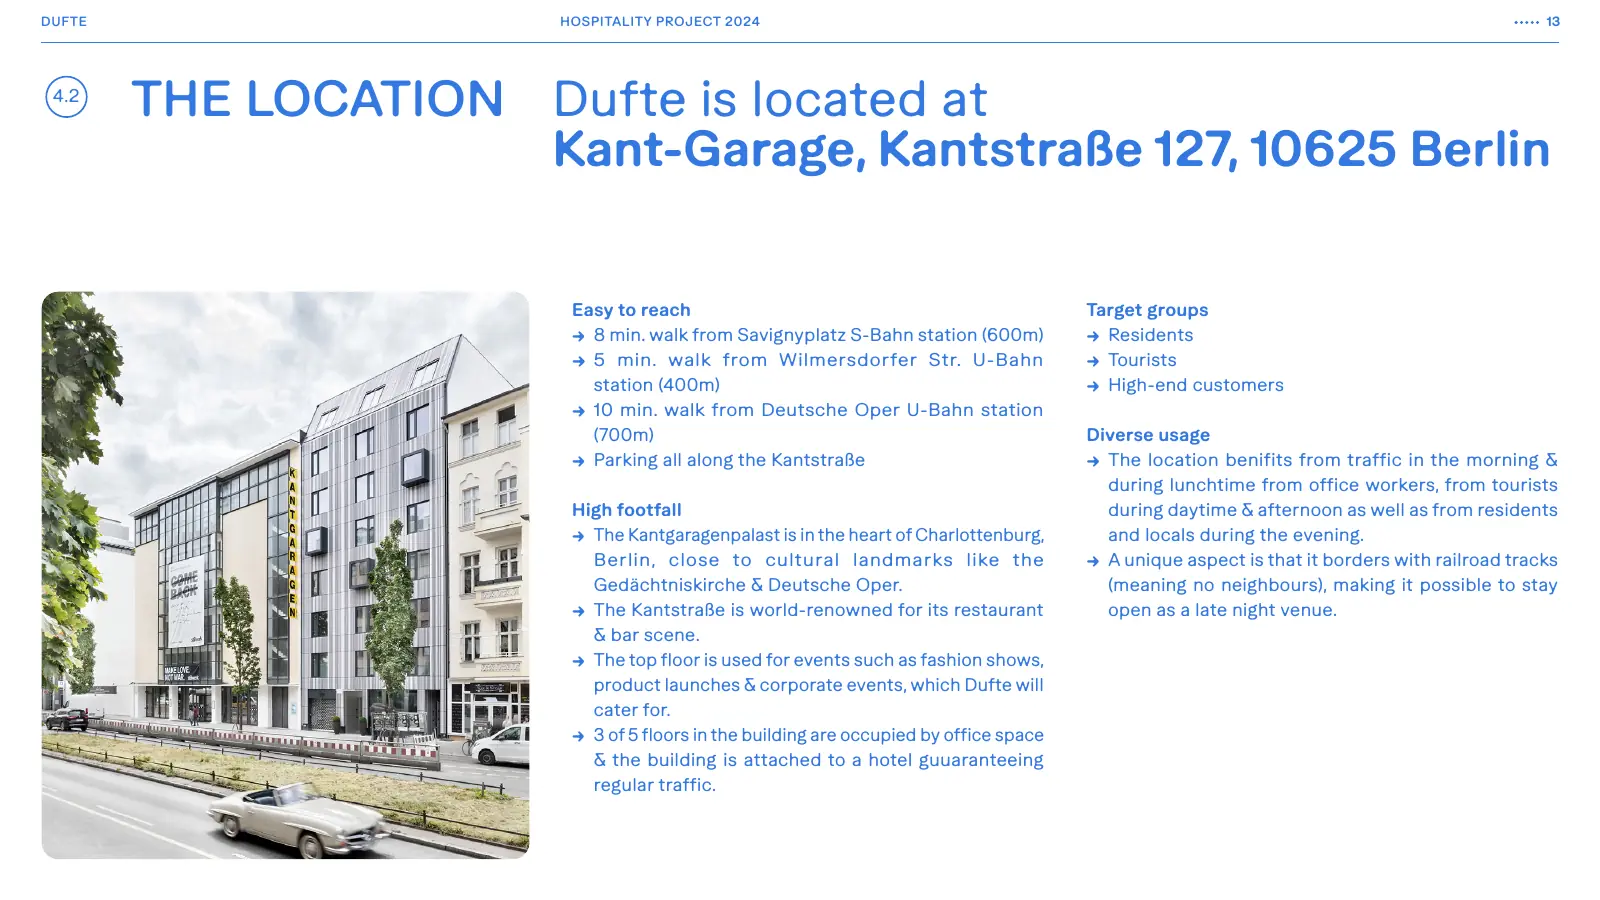 DUFTE
HOSPITALITY PROJECT 2024
····· 13
4.2
THE LOCATION
Dufte is located at
Kant-Garage, Kantstraße 127, 10625 Berlin
KANTGARAGEN
COME
BACK
MAKE LOVE.
NOT WAR.
Easy to reach
→ 8 min. walk from Savignyplatz S-Bahn station (600m)
→ 5 min. walk from Wilmersdorfer Str. U-Bahn
station (400m)
→ 10 min. walk from Deutsche Oper U-Bahn station
(700m)
→ Parking all along the Kantstraße
High footfall
→ The Kantgaragenpalast is in the heart of Charlottenburg,
Berlin, close to cultural landmarks like the
Gedächtniskirche & Deutsche Oper.
→ The Kantstraße is world-renowned for its restaurant
& bar scene.
→ The top floor is used for events such as fashion shows,
product launches & corporate events, which Dufte will
cater for.
→ 3 of 5 floors in the building are occupied by office space
& the building is attached to a hotel guuaranteeing
regular traffic.
Target groups
→ Residents
→ Tourists
→ High-end customers
Diverse usage
→ The location benifits from traffic in the morning &
during lunchtime from office workers, from tourists
during daytime & afternoon as well as from residents
and locals during the evening.
→ A unique aspect is that it borders with railroad tracks
(meaning no neighbours), making it possible to stay
open as a late night venue.